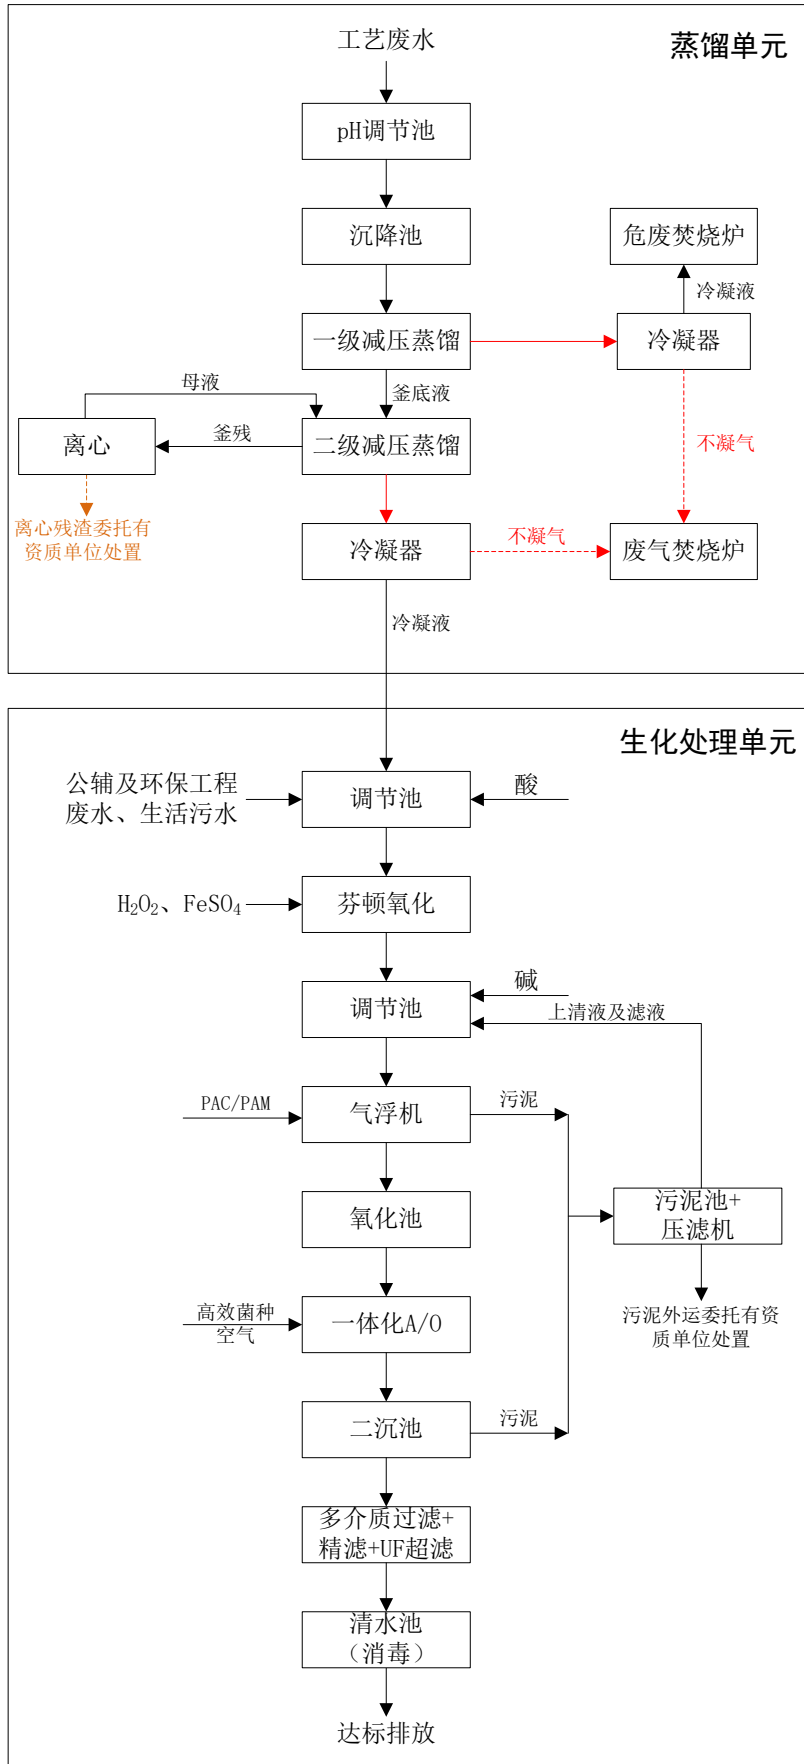 工艺废水
蒸馏单元
pH调节池
沉降池
危废焚烧炉
冷凝液
一级减压蒸馏
冷凝器
母液
釜底液
离心
釜残
二级减压蒸馏
不凝气
离心残渣委托有
资质单位处置
冷凝器
不凝气
废气焚烧炉
冷凝液
生化处理单元
公辅及环保工程
废水、生活污水
调节池
酸
H₂O₂、FeSO₄
芬顿氧化
调节池
碱
上清液及滤液
PAC/PAM
气浮机
污泥
氧化池
污泥池+
压滤机
高效菌种
空气
一体化A/O
污泥外运委托有资
质单位处置
二沉池
污泥
多介质过滤+
精滤+UF超滤
清水池
（消毒）
达标排放